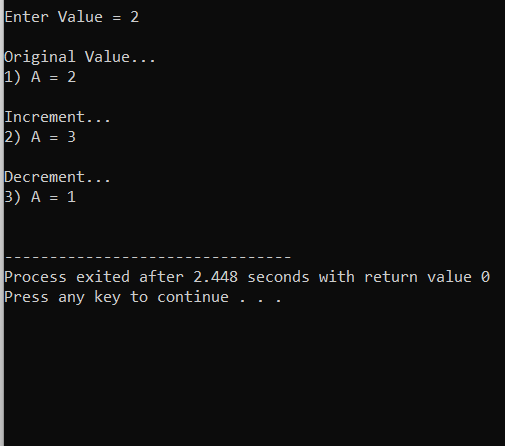 Enter Value = 2
Original Value...
1) A = 2
Increment...
2) A = 3
Decrement...
3) A = 1
--------------------------------
Process exited after 2.448 seconds with return value 0
Press any key to continue . . .